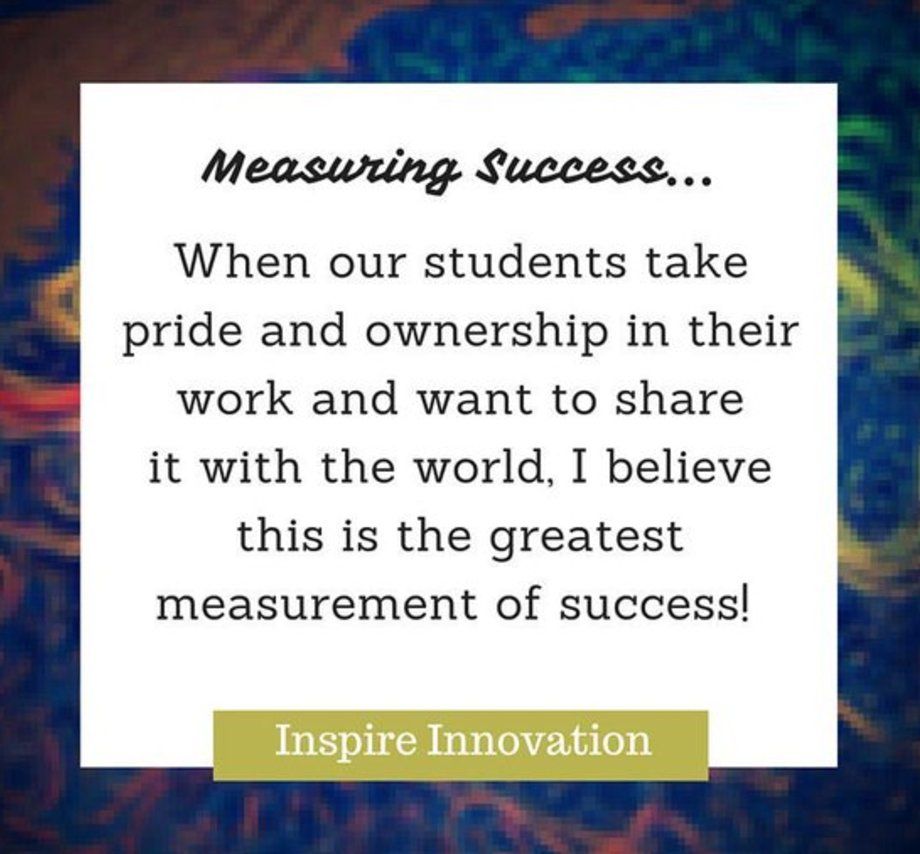 Measuring Success...
When our students take
pride and ownership in their
work and want to share
it with the world, I believe
this is the greatest
measurement of success!
Inspire Innovation